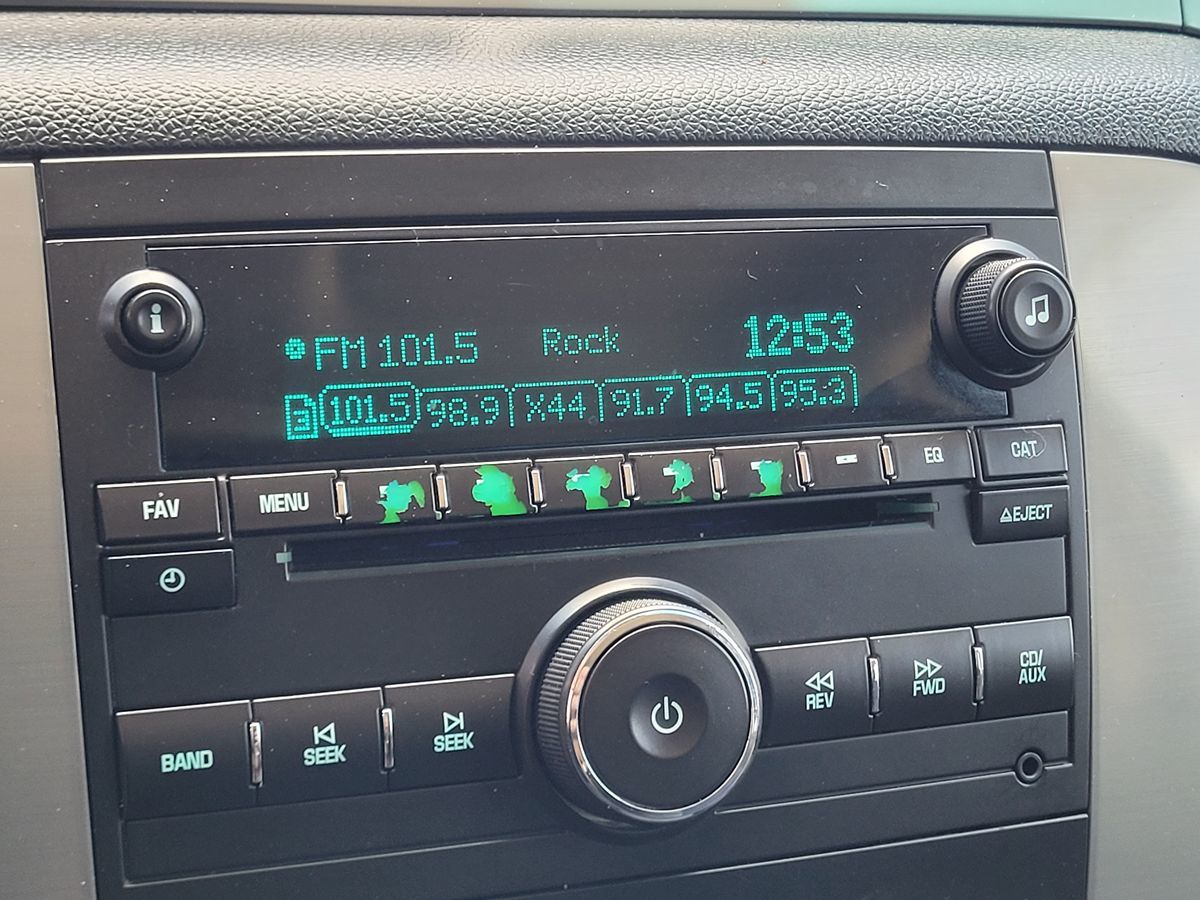 i
FM 101.5 Rock 12:53
3 101.5 98.9 X44 91.7 94.5 95.3
FAV MENU EQ CAT
EJECT
BAND SEEK SEEK REV FWD CD/
AUX